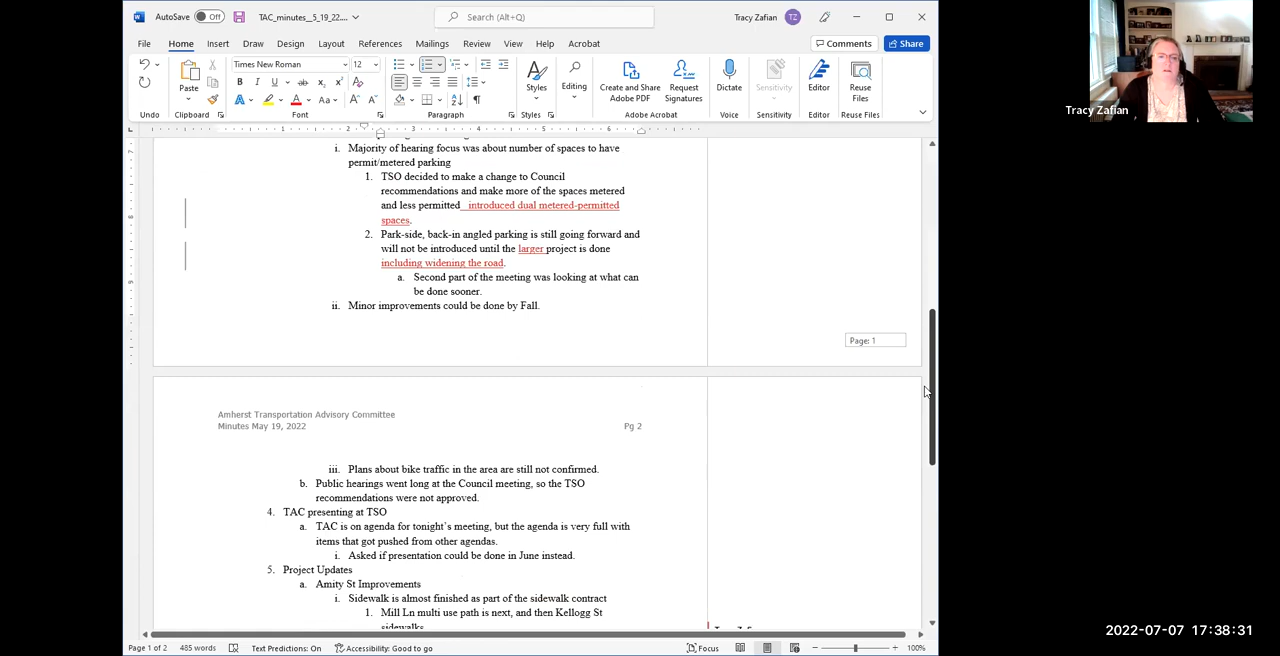 AutoSave Off TAC_minutes_5_19_22.... Search (Alt+Q) Tracy Zafian TZ
File Home Insert Draw Design Layout References Mailings Review View Help Acrobat Comments Share
Times New Roman 12
Paste Styles Editing Create and Share Adobe PDF Request Signatures Dictate Sensitivity Editor Reuse Files
Undo Clipboard Font Paragraph Styles Adobe Acrobat Voice Sensitivity Editor Reuse Files
i. Majority of hearing focus was about number of spaces to have
permit/metered parking
1. TSO decided to make a change to Council
recommendations and make more of the spaces metered
and less permitted introduced dual metered-permitted
spaces.
2. Park-side, back-in angled parking is still going forward and
will not be introduced until the larger project is done
including widening the road.
a. Second part of the meeting was looking at what can
be done sooner.
ii. Minor improvements could be done by Fall.
Page: 1
Amherst Transportation Advisory Committee
Minutes May 19, 2022 Pg 2
iii. Plans about bike traffic in the area are still not confirmed.
b. Public hearings went long at the Council meeting, so the TSO
recommendations were not approved.
4. TAC presenting at TSO
a. TAC is on agenda for tonight's meeting, but the agenda is very full with
items that got pushed from other agendas.
i. Asked if presentation could be done in June instead.
5. Project Updates
a. Amity St Improvements
i. Sidewalk is almost finished as part of the sidewalk contract
1. Mill Ln multi use path is next, and then Kellogg St
sidewalks
Page 1 of 2 485 words Text Predictions: On Accessibility: Good to go Focus 100%
Tracy Zafian
2022-07-07 17:38:31